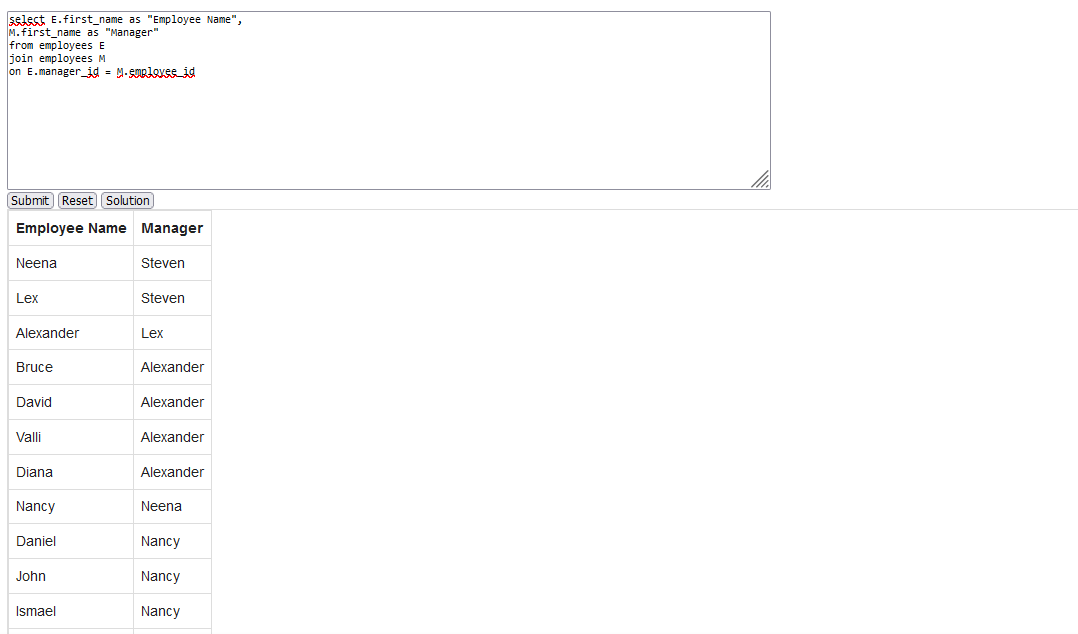 select E.first_name as "Employee Name",
M.first_name as "Manager"
from employees E
join employees M
on E.manager_id = M.employee_id
Submit Reset Solution
Employee Name Manager
Neena Steven
Lex Steven
Alexander Lex
Bruce Alexander
David Alexander
Valli Alexander
Diana Alexander
Nancy Neena
Daniel Nancy
John Nancy
Ismael Nancy